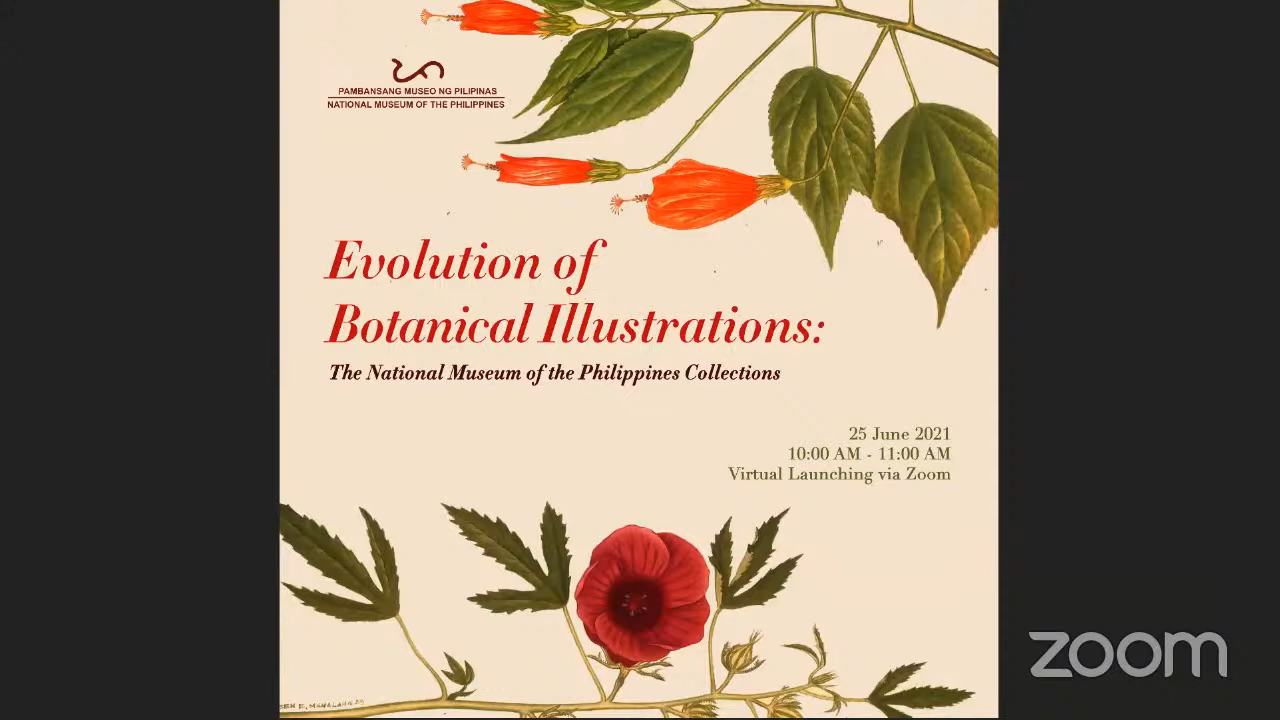 PAMBANSANG MUSEO NG PILIPINAS
NATIONAL MUSEUM OF THE PHILIPPINES
Evolution of
Botanical Illustrations:
The National Museum of the Philippines Collections
25 June 2021
10:00 AM - 11:00 AM
Virtual Launching via Zoom
zoom